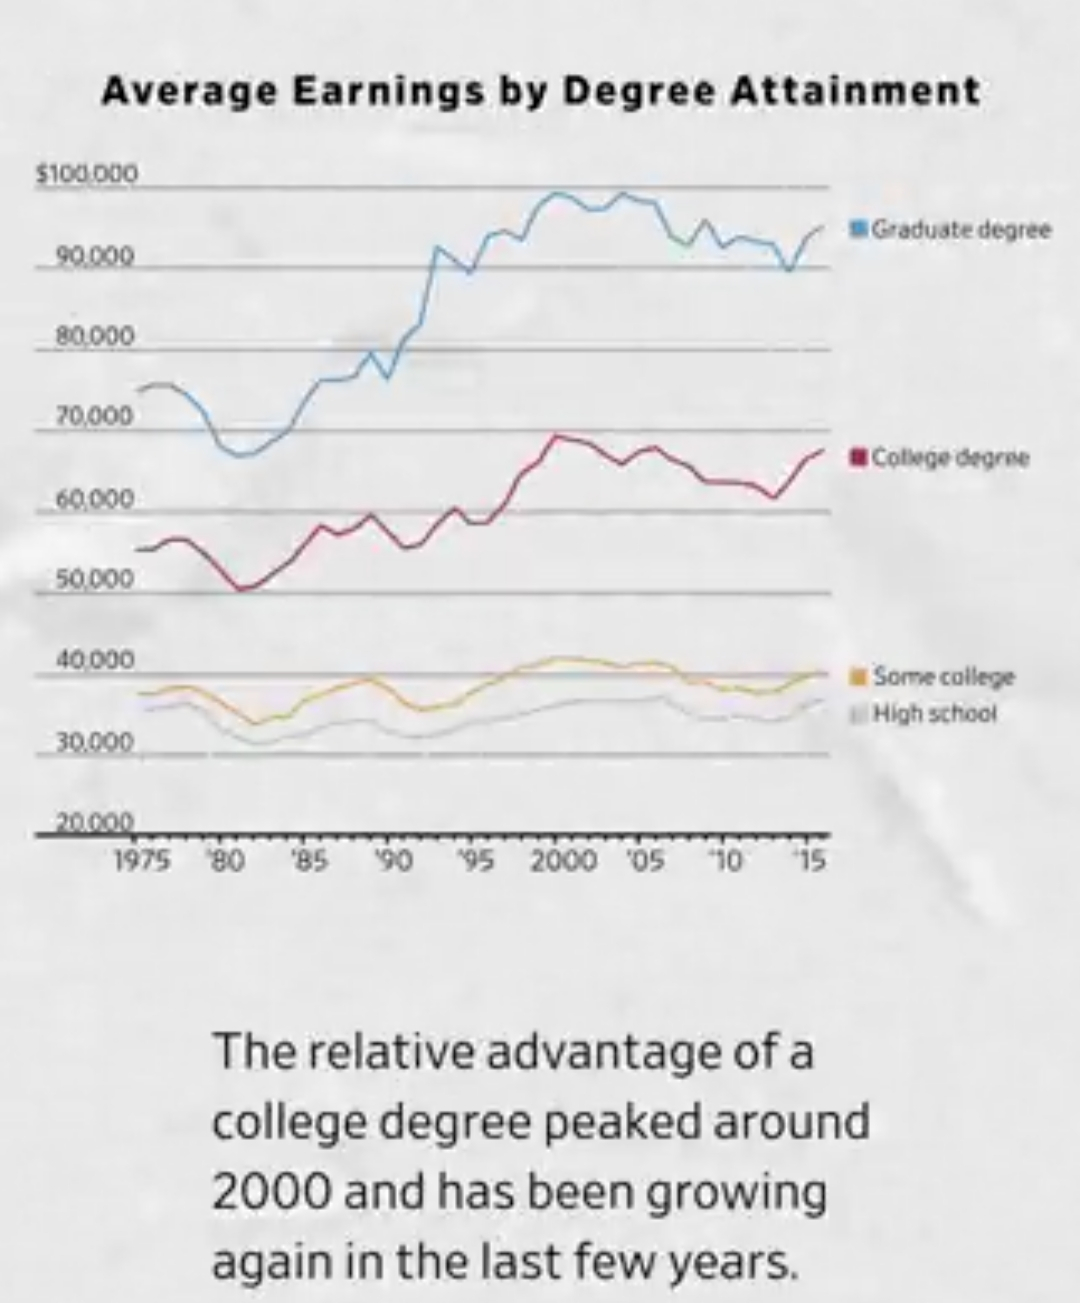 Average Earnings by Degree Attainment
$100,000
90,000
80,000
70,000
60,000
50,000
40,000
30,000
20,000
1975 '80 '85 '90 '95 2000 '05 '10 '15
Graduate degree
College degree
Some college
High school
The relative advantage of a
college degree peaked around
2000 and has been growing
again in the last few years.